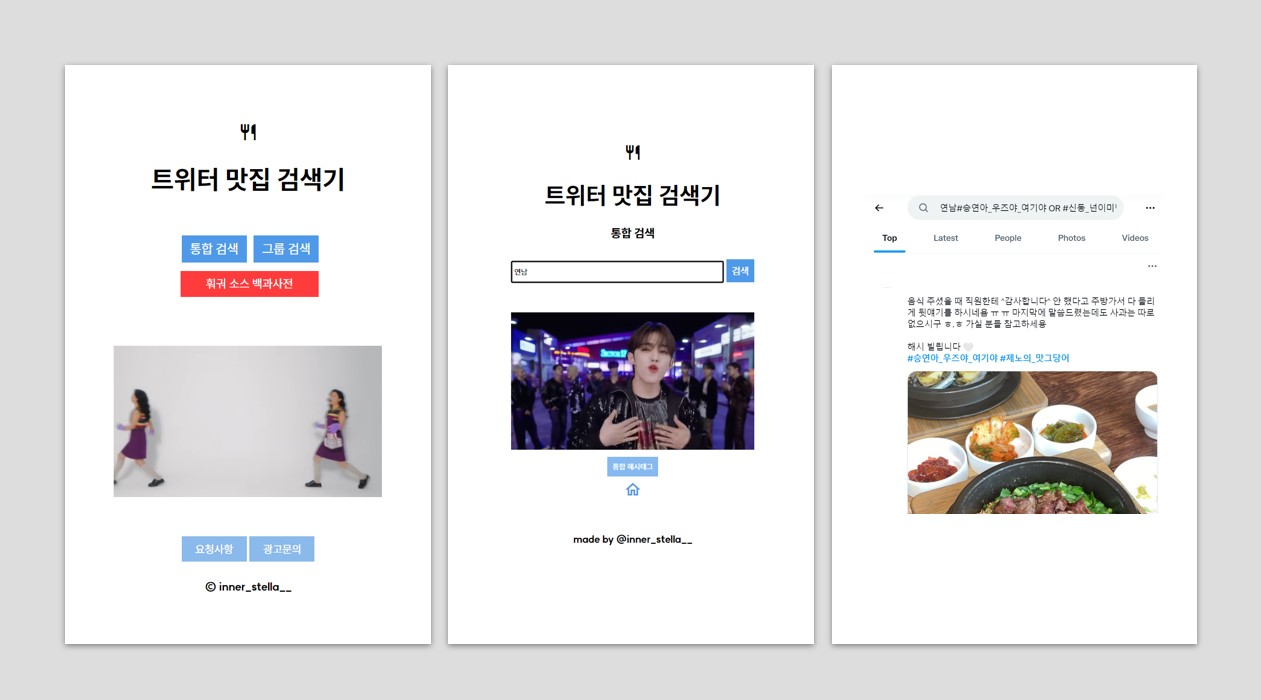 트위터 맛집 검색기
통합 검색 그룹 검색
훠궈 소스 백과사전
요청사항 광고문의
© inner_stella__
트위터 맛집 검색기
통합 검색
연남 검색
통합 해시태그
made by @inner_stella__
연남#승연아_우즈야_여기야 OR #신동_넌이미
Top Latest People Photos Videos
음식 주셨을 때 직원한테 ^감사합니다^ 안 했다고 주방가서 다 들리
게 뒷얘기를 하시네욤 ㅠ ㅠ 마지막에 말씀드렸는데도 사과는 따로
없으시구 ㅎ.ㅎ 가실 분들 참고하세용
해시 빌립니다 🤍
#승연아_우즈야_여기야 #제노의_맛그당어